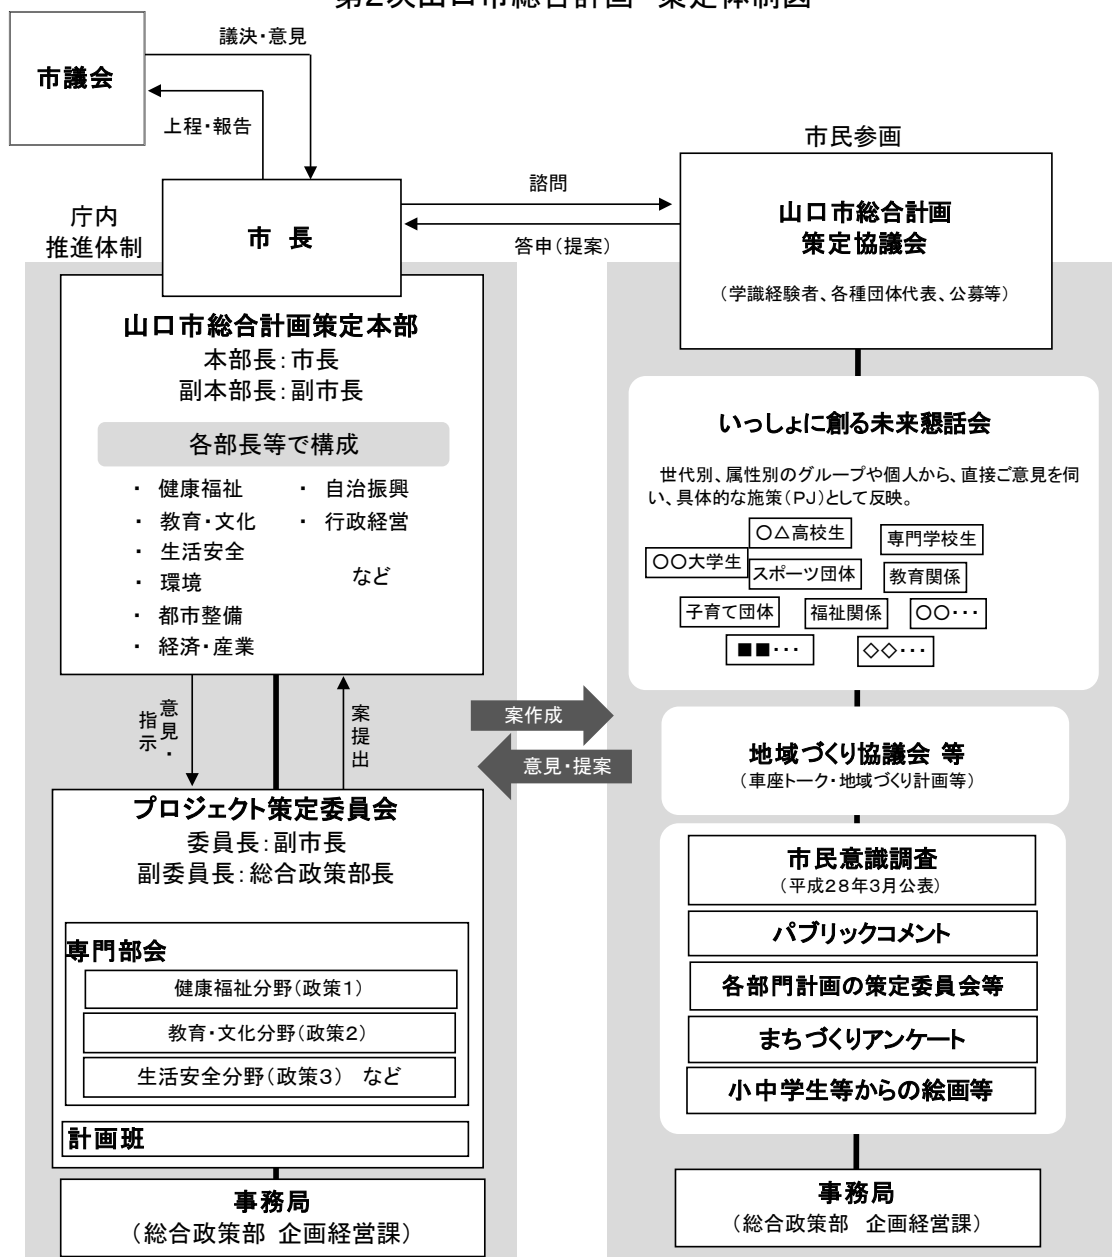 第2次山口市総合計画 策定体制図
議決・意見
市議会
上程・報告
市民参画
庁内
推進体制
市 長
諮問
答申(提案)
山口市総合計画
策定協議会
(学識経験者、各種団体代表、公募等)
山口市総合計画策定本部
本部長:市長
副本部長:副市長
各部長等で構成
・ 健康福祉
・ 教育・文化
・ 生活安全
・ 環境
・ 都市整備
・ 経済・産業
・ 自治振興
・ 行政経営
など
いっしょに創る未来懇話会
世代別、属性別のグループや個人から、直接ご意見を伺
い、具体的な施策(PJ)として反映。
〇△高校生
専門学校生
〇〇大学生
スポーツ団体
教育関係
子育て団体
福祉関係
〇〇・・・
■■・・・
◇◇・・・
意見・
指示
案提出
案作成
意見・提案
地域づくり協議会 等
(車座トーク・地域づくり計画等)
プロジェクト策定委員会
委員長:副市長
副委員長:総合政策部長
専門部会
健康福祉分野(政策1)
教育・文化分野(政策2)
生活安全分野(政策3) など
計画班
市民意識調査
(平成28年3月公表)
パブリックコメント
各部門計画の策定委員会等
まちづくりアンケート
小中学生等からの絵画等
事務局
(総合政策部 企画経営課)
事務局
(総合政策部 企画経営課)